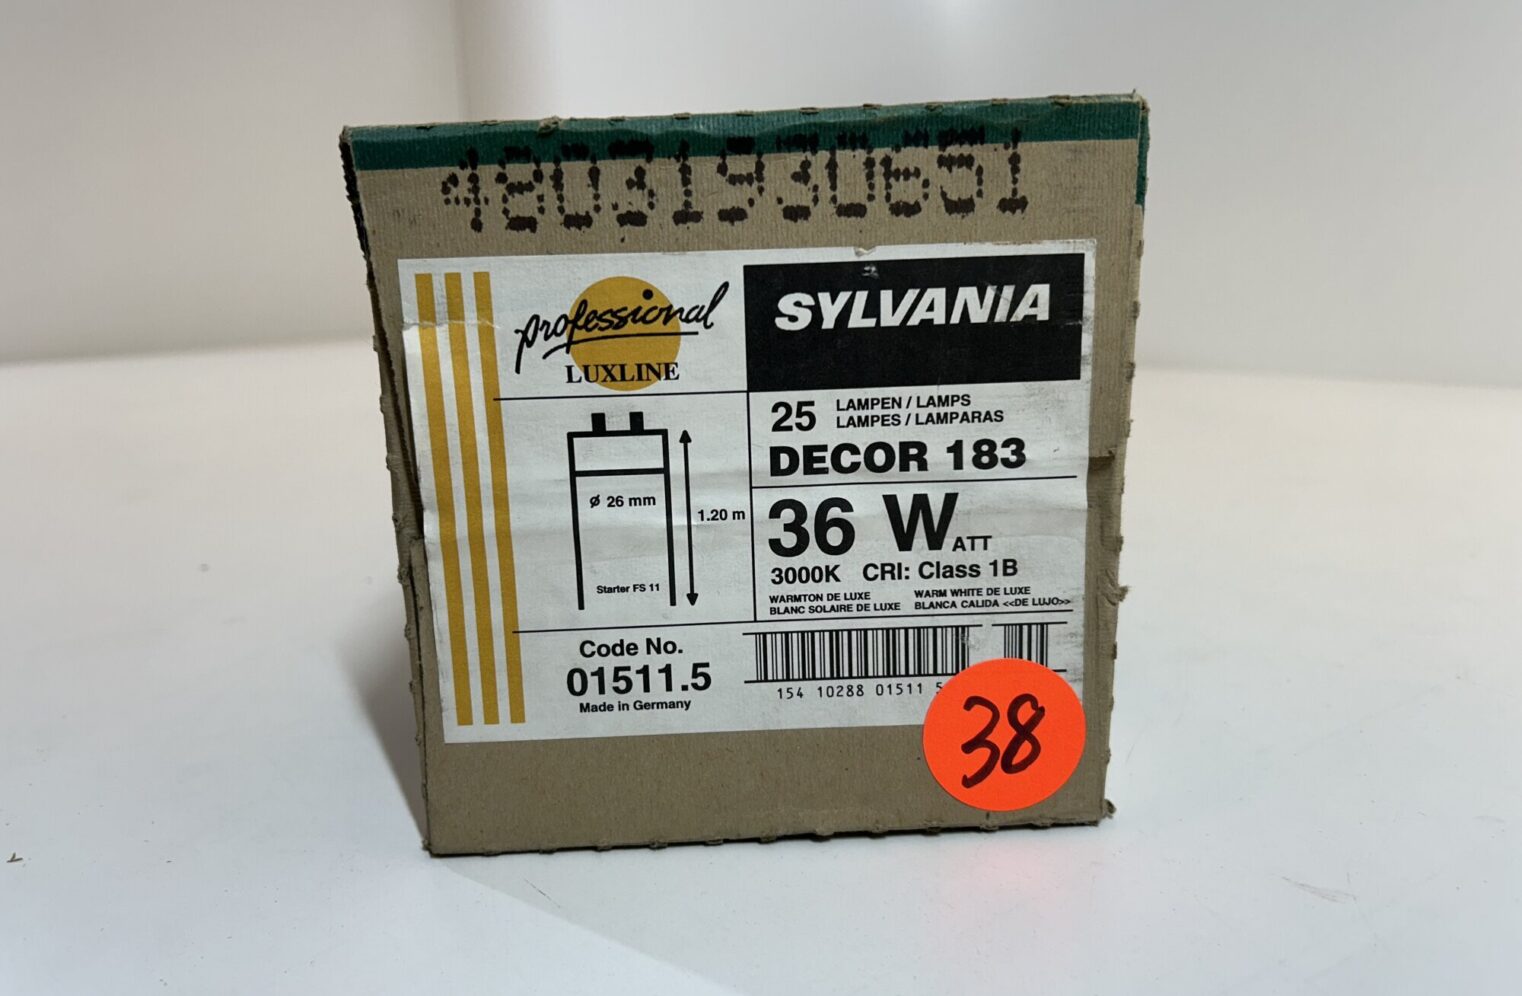 48031930651
professional
LUXLINE
SYLVANIA
25 LAMPEN / LAMPS
LAMPES / LAMPARAS
DECOR 183
ø 26 mm
1.20 m
Starter FS 11
36 WATT
3000K CRI: Class 1B
WARMTON DE LUXE WARM WHITE DE LUXE
BLANC SOLAIRE DE LUXE BLANCA CALIDA <<DE LUJO>>
Code No.
01511.5
Made in Germany
154 10288 01511 5
38